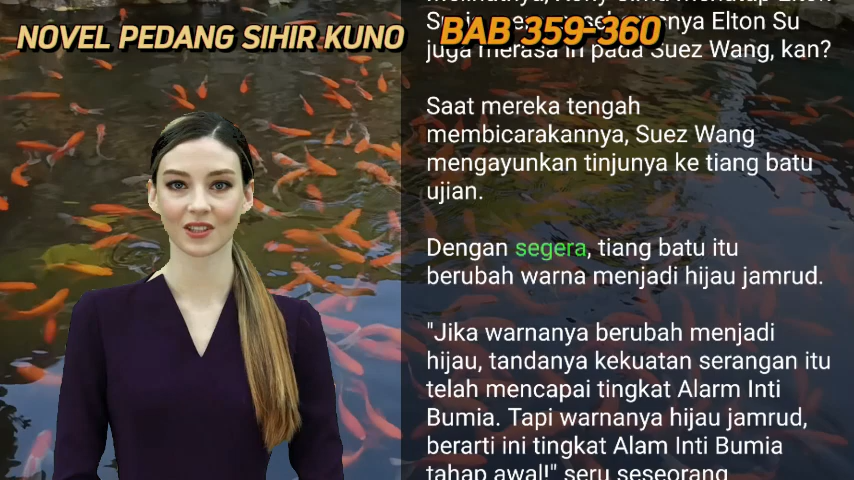 NOVEL PEDANG SIHIR KUNO
BAB 359-360
juga merasa iri pada Suez Wang, kan?
Saat mereka tengah
membicarakannya, Suez Wang
mengayunkan tinjunya ke tiang batu
ujian.
Dengan segera, tiang batu itu
berubah warna menjadi hijau jamrud.
"Jika warnanya berubah menjadi
hijau, tandanya kekuatan serangan itu
telah mencapai tingkat Alarm Inti
Bumia. Tapi warnanya hijau jamrud,
berarti ini tingkat Alam Inti Bumia
tahap awal!" seru seseorang